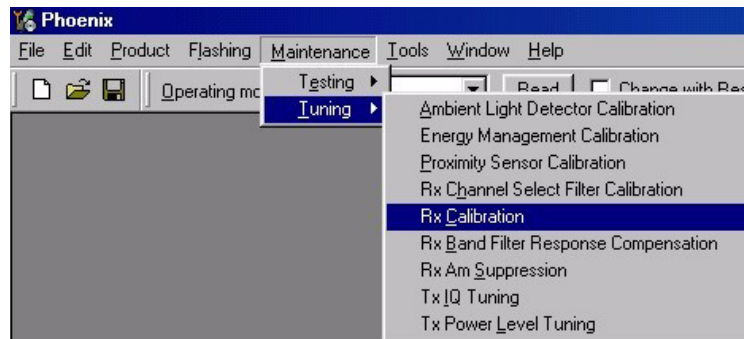 Phoenix
File Edit Product Flashing Maintenance Tools Window Help
Operating mo Read
Testing
Tuning
Ambient Light Detector Calibration
Energy Management Calibration
Proximity Sensor Calibration
Rx Channel Select Filter Calibration
Rx Calibration
Rx Band Filter Response Compensation
Rx Am Suppression
Tx IQ Tuning
Tx Power Level Tuning